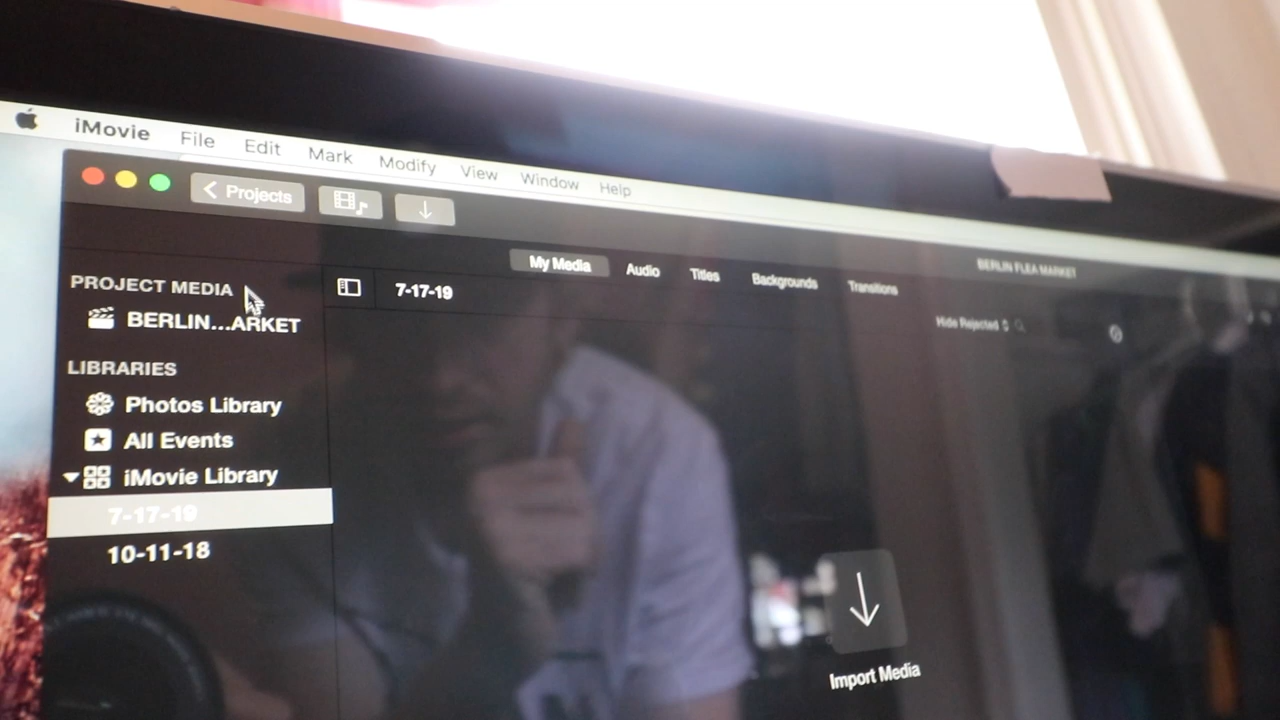 iMovie File Edit Mark Modify View Window Help
Projects
My Media Audio Titles Backgrounds Transitions
BERLIN FLEA MARKET
PROJECT MEDIA
7-17-19
BERLIN...ARKET
Hide Rejected
LIBRARIES
Photos Library
All Events
iMovie Library
7-17-19
10-11-18
Import Media